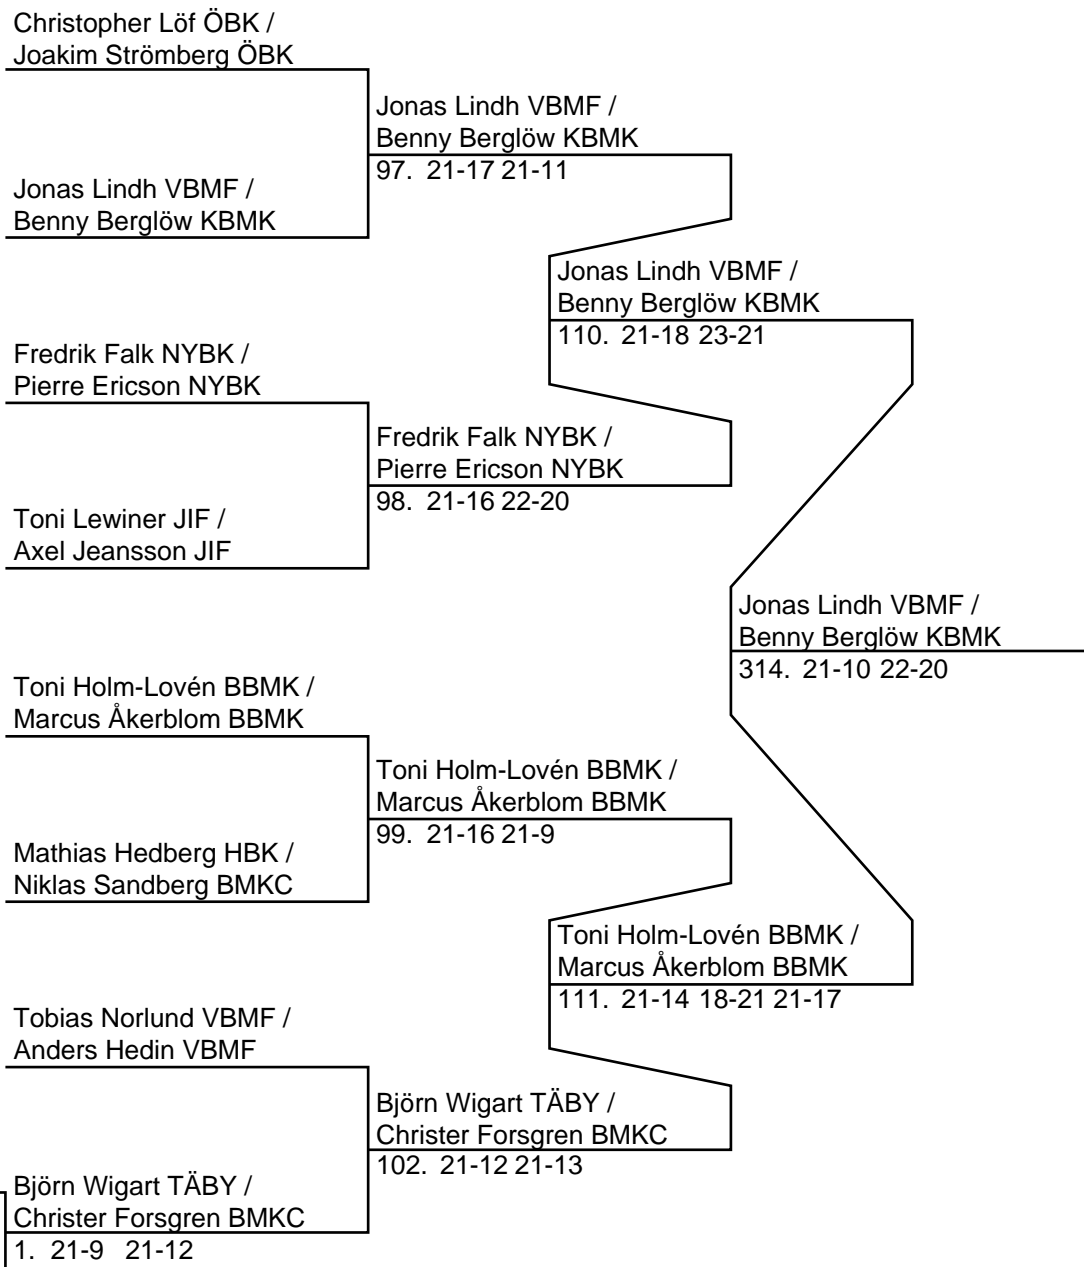 Christopher Löf ÖBK /
Joakim Strömberg ÖBK
Jonas Lindh VBMF /
Benny Berglöw KBMK
97. 21-17 21-11
Jonas Lindh VBMF /
Benny Berglöw KBMK
Jonas Lindh VBMF /
Benny Berglöw KBMK
110. 21-18 23-21
Fredrik Falk NYBK /
Pierre Ericson NYBK
Fredrik Falk NYBK /
Pierre Ericson NYBK
98. 21-16 22-20
Toni Lewiner JIF /
Axel Jeansson JIF
Jonas Lindh VBMF /
Benny Berglöw KBMK
314. 21-10 22-20
Toni Holm-Lovén BBMK /
Marcus Åkerblom BBMK
Toni Holm-Lovén BBMK /
Marcus Åkerblom BBMK
99. 21-16 21-9
Mathias Hedberg HBK /
Niklas Sandberg BMKC
Toni Holm-Lovén BBMK /
Marcus Åkerblom BBMK
111. 21-14 18-21 21-17
Tobias Norlund VBMF /
Anders Hedin VBMF
Björn Wigart TÄBY /
Christer Forsgren BMKC
102. 21-12 21-13
Björn Wigart TÄBY /
Christer Forsgren BMKC
1. 21-9 21-12